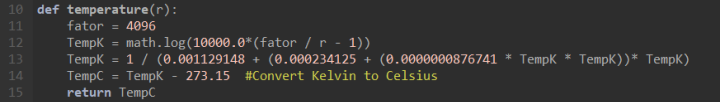 10 def temperature(r):
11     fator = 4096
12     TempK = math.log(10000.0*(fator / r - 1))
13     TempK = 1 / (0.001129148 + (0.000234125 + (0.0000000876741 * TempK * TempK))* TempK)
14     TempC = TempK - 273.15  #Convert Kelvin to Celsius
15     return TempC